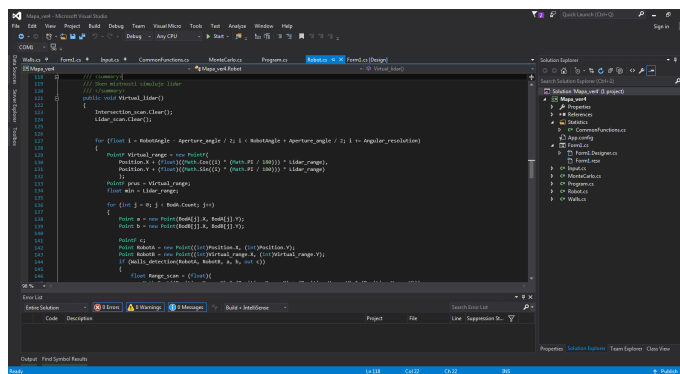 Mapa_ver4 - Microsoft Visual Studio
Quick Launch (Ctrl+Q)
File Edit View Project Build Debug Team Visual Micro Tools Test Analyze Window Help
Sign in
Debug Any CPU Start
COM1
Walls.cs Form1.cs Input.cs CommonFunctions.cs MonteCarlo.cs Program.cs Robot.cs Form1.cs [Design]
Mapa_ver4 Mapa_ver4.Robot Virtual_lidar()
Data Sources
Server Explorer
Toolbox
118 /// <summary>
119
120 /// </summary>
121 public void Virtual_lidar()
122 {
123 Intersection_scan.Clear();
124 Lidar_scan.Clear();
125
126
127 for (float i = RobotAngle - Aperture_angle / 2; i < RobotAngle + Aperture_angle / 2; i += Angular_resolution)
128 {
129 PointF Virtual_range = new PointF(
130 Position.X + (float)((Math.Cos((i) * (Math.PI / 180))) * Lidar_range),
131 Position.Y + (float)((Math.Sin((i) * (Math.PI / 180))) * Lidar_range)
132 );
133 PointF prus = Virtual_range;
134 float min = Lidar_range;
135
136 for (int j = 0; j < BodA.Count; j++)
137 {
138 Point a = new Point(BodA[j].X, BodA[j].Y);
139 Point b = new Point(BodB[j].X, BodB[j].Y);
140
141 PointF c;
142 Point RobotA = new Point((int)Position.X, (int)Position.Y);
143 Point RobotB = new Point((int)Virtual_range.X, (int)Virtual_range.Y);
144 if (Walls_detection(RobotA, RobotB, a, b, out c))
145 {
146 float Range_scan = (float)(
98 %
Solution Explorer
Search Solution Explorer (Ctrl+ů)
Solution 'Mapa_ver4' (1 project)
Mapa_ver4
Properties
References
Statistics
CommonFunctions.cs
App.config
Form1.cs
Form1.Designer.cs
Form1.resx
Input.cs
MonteCarlo.cs
Program.cs
Robot.cs
Walls.cs
Error List
Entire Solution 0 Errors 0 Warnings 0 Messages Build + IntelliSense Search Error List
Code Description Project File Line Suppression St...
Output Find Symbol Results
Properties Solution Explorer Team Explorer Class View
Ready Ln 118 Col 22 Ch 22 INS Publish